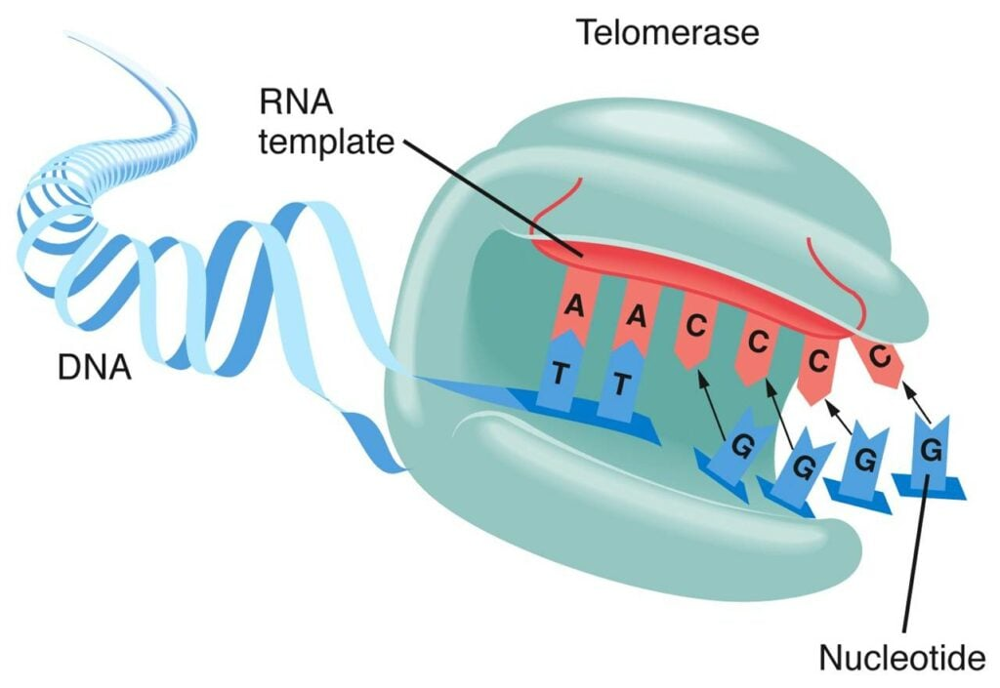 Telomerase
RNA
template
DNA
A A C C C C
T T G G G G
Nucleotide